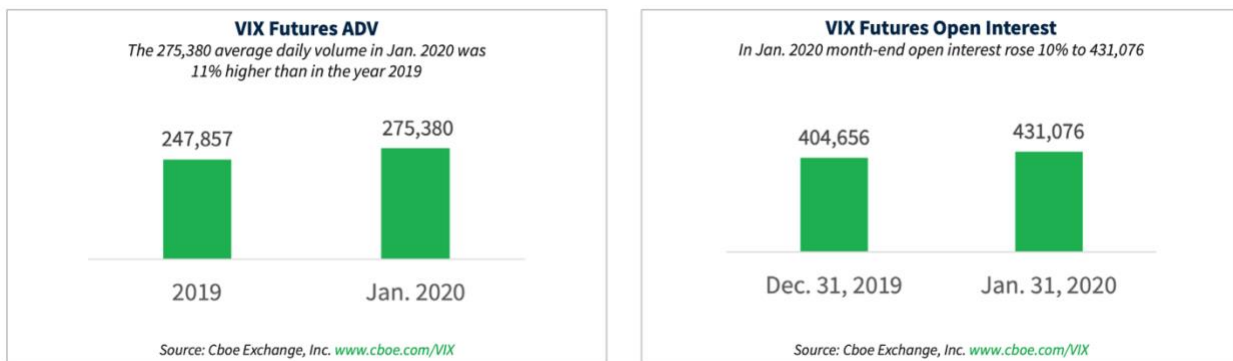 VIX Futures ADV
The 275,380 average daily volume in Jan. 2020 was
11% higher than in the year 2019
247,857
275,380
2019
Jan. 2020
Source: Cboe Exchange, Inc. www.cboe.com/VIX
VIX Futures Open Interest
In Jan. 2020 month-end open interest rose 10% to 431,076
404,656
431,076
Dec. 31, 2019
Jan. 31, 2020
Source: Cboe Exchange, Inc. www.cboe.com/VIX